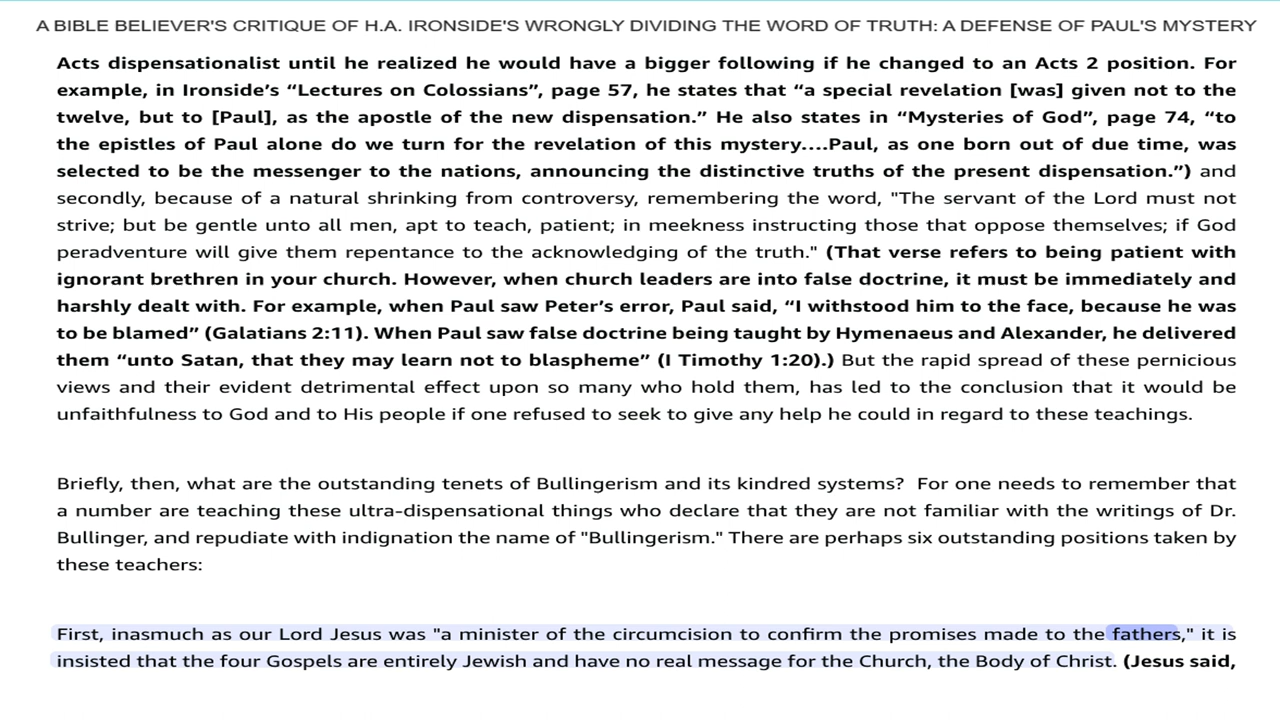 A BIBLE BELIEVER'S CRITIQUE OF H.A. IRONSIDE'S WRONGLY DIVIDING THE WORD OF TRUTH: A DEFENSE OF PAUL'S MYSTERY
Acts dispensationalist until he realized he would have a bigger following if he changed to an Acts 2 position. For
example, in Ironside’s “Lectures on Colossians”, page 57, he states that “a special revelation [was] given not to the
twelve, but to [Paul], as the apostle of the new dispensation.” He also states in “Mysteries of God”, page 74, “to
the epistles of Paul alone do we turn for the revelation of this mystery....Paul, as one born out of due time, was
selected to be the messenger to the nations, announcing the distinctive truths of the present dispensation.”) and
secondly, because of a natural shrinking from controversy, remembering the word, "The servant of the Lord must not
strive; but be gentle unto all men, apt to teach, patient; in meekness instructing those that oppose themselves; if God
peradventure will give them repentance to the acknowledging of the truth." (That verse refers to being patient with
ignorant brethren in your church. However, when church leaders are into false doctrine, it must be immediately and
harshly dealt with. For example, when Paul saw Peter’s error, Paul said, “I withstood him to the face, because he was
to be blamed” (Galatians 2:11). When Paul saw false doctrine being taught by Hymenaeus and Alexander, he delivered
them “unto Satan, that they may learn not to blaspheme” (I Timothy 1:20).) But the rapid spread of these pernicious
views and their evident detrimental effect upon so many who hold them, has led to the conclusion that it would be
unfaithfulness to God and to His people if one refused to seek to give any help he could in regard to these teachings.
Briefly, then, what are the outstanding tenets of Bullingerism and its kindred systems?  For one needs to remember that
a number are teaching these ultra-dispensational things who declare that they are not familiar with the writings of Dr.
Bullinger, and repudiate with indignation the name of "Bullingerism." There are perhaps six outstanding positions taken by
these teachers:
First, inasmuch as our Lord Jesus was "a minister of the circumcision to confirm the promises made to the fathers," it is
insisted that the four Gospels are entirely Jewish and have no real message for the Church, the Body of Christ. (Jesus said,